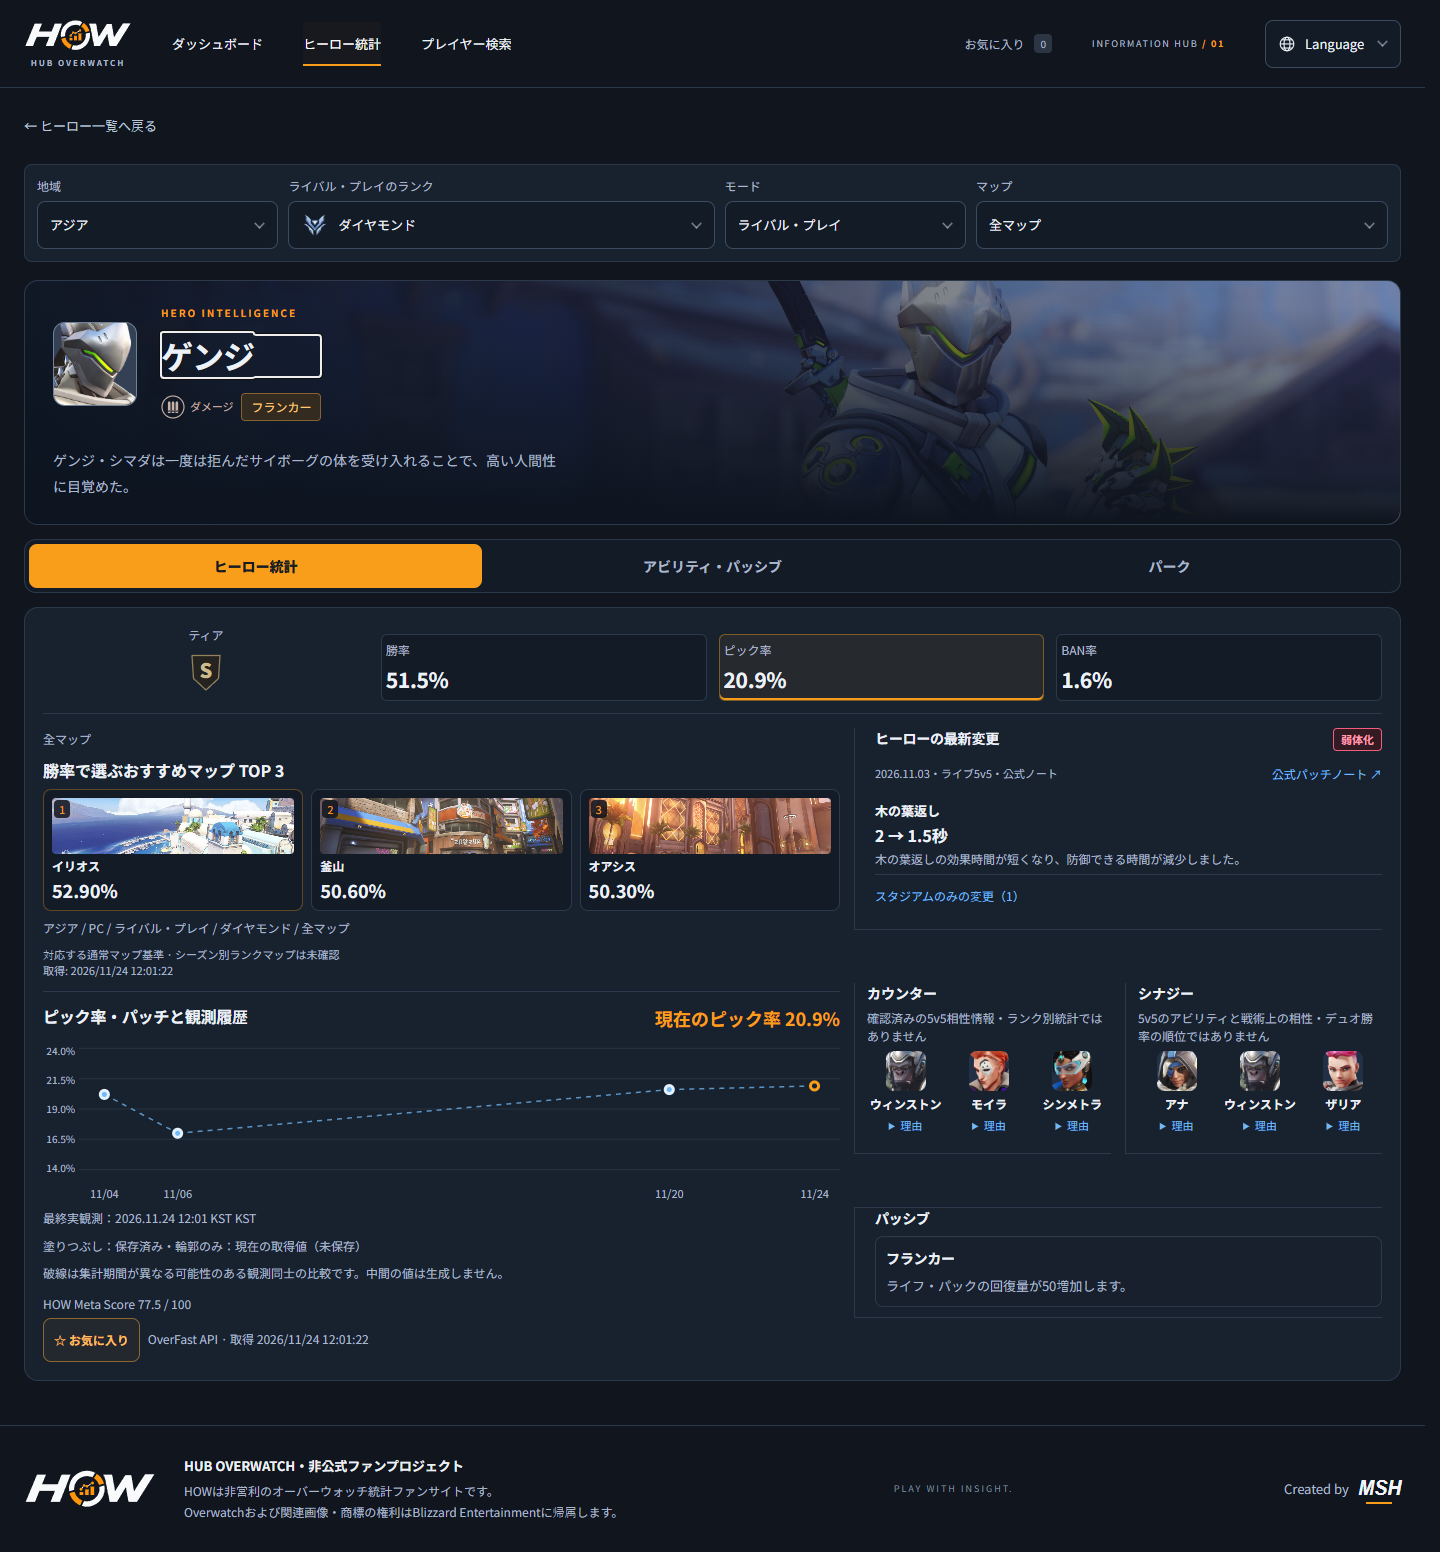 HOW
HUB OVERWATCH
ダッシュボード
ヒーロー統計
プレイヤー検索
お気に入り 0
INFORMATION HUB / 01
Language
← ヒーロー一覧へ戻る
地域
アジア
ライバル・プレイのランク
ダイヤモンド
モード
ライバル・プレイ
マップ
全マップ
HERO INTELLIGENCE
ゲンジ
ダメージ
フランカー
ゲンジ・シマダは一度は拒んだサイボーグの体を受け入れることで、高い人間性
に目覚めた。
ヒーロー統計
アビリティ・パッシブ
パーク
ティア
S
勝率
51.5%
ピック率
20.9%
BAN率
1.6%
全マップ
勝率で選ぶおすすめマップ TOP 3
1
イリオス
52.90%
2
釜山
50.60%
3
オアシス
50.30%
アジア / PC / ライバル・プレイ / ダイヤモンド / 全マップ
対応する通常マップ基準 · シーズン別ランクマップは未確認
取得: 2026/11/24 12:01:22
ピック率・パッチと観測履歴
現在のピック率 20.9%
24.0%
21.5%
19.0%
16.5%
14.0%
11/04
11/06
11/20
11/24
最終実観測：2026.11.24 12:01 KST KST
塗りつぶし：保存済み・輪郭のみ：現在の取得値（未保存）
破線は集計期間が異なる可能性のある観測同士の比較です。中間の値は生成しません。
HOW Meta Score 77.5 / 100
☆ お気に入り
OverFast API · 取得 2026/11/24 12:01:22
ヒーローの最新変更
弱体化
2026.11.03・ライブ5v5・公式ノート
公式パッチノート ↗
木の葉返し
2 → 1.5秒
木の葉返しの効果時間が短くなり、防御できる時間が減少しました。
スタジアムのみの変更（1）
カウンター
確認済みの5v5相性情報・ランク別統計では
ありません
ウィンストン
▶ 理由
モイラ
▶ 理由
シンメトラ
▶ 理由
シナジー
5v5のアビリティと戦術上の相性・デュオ勝
率の順位ではありません
アナ
▶ 理由
ウィンストン
▶ 理由
ザリア
▶ 理由
パッシブ
フランカー
ライフ・パックの回復量が50増加します。
HOW
HUB OVERWATCH・非公式ファンプロジェクト
HOWは非営利のオーバーウォッチ統計ファンサイトです。
Overwatchおよび関連画像・商標の権利はBlizzard Entertainmentに帰属します。
PLAY WITH INSIGHT.
Created by MSH